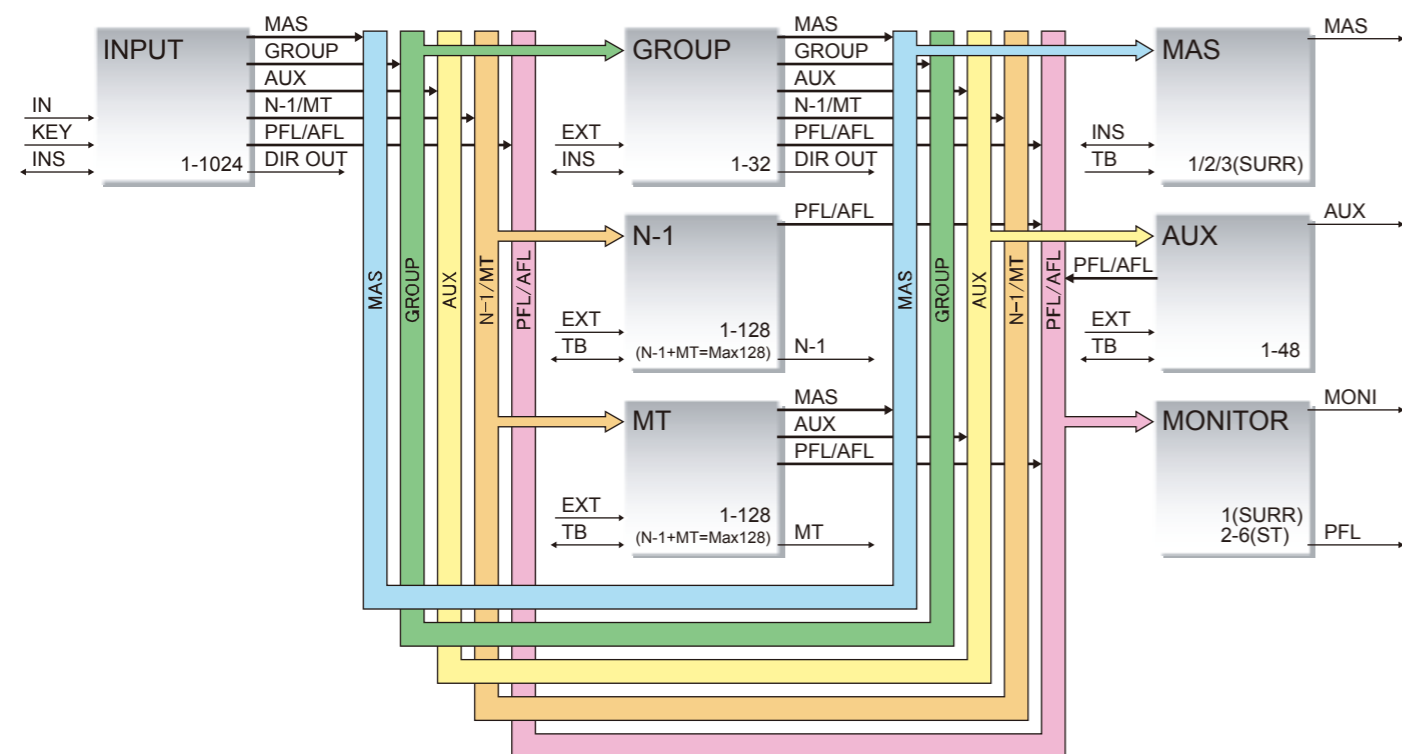 INPUT
MAS
GROUP
AUX
N-1/MT
PFL/AFL
DIR OUT
IN
KEY
INS
1-1024
MAS
GROUP
AUX
N-1/MT
PFL/AFL
GROUP
MAS
GROUP
AUX
N-1/MT
PFL/AFL
DIR OUT
EXT
INS
1-32
N-1
PFL/AFL
EXT
TB
1-128
(N-1+MT=Max128)
N-1
MT
MAS
AUX
PFL/AFL
EXT
TB
1-128
(N-1+MT=Max128)
MT
MAS
GROUP
AUX
N-1/MT
PFL/AFL
MAS
MAS
INS
TB
1/2/3(SURR)
AUX
AUX
PFL/AFL
EXT
TB
1-48
MONITOR
MONI
1(SURR)
2-6(ST)
PFL